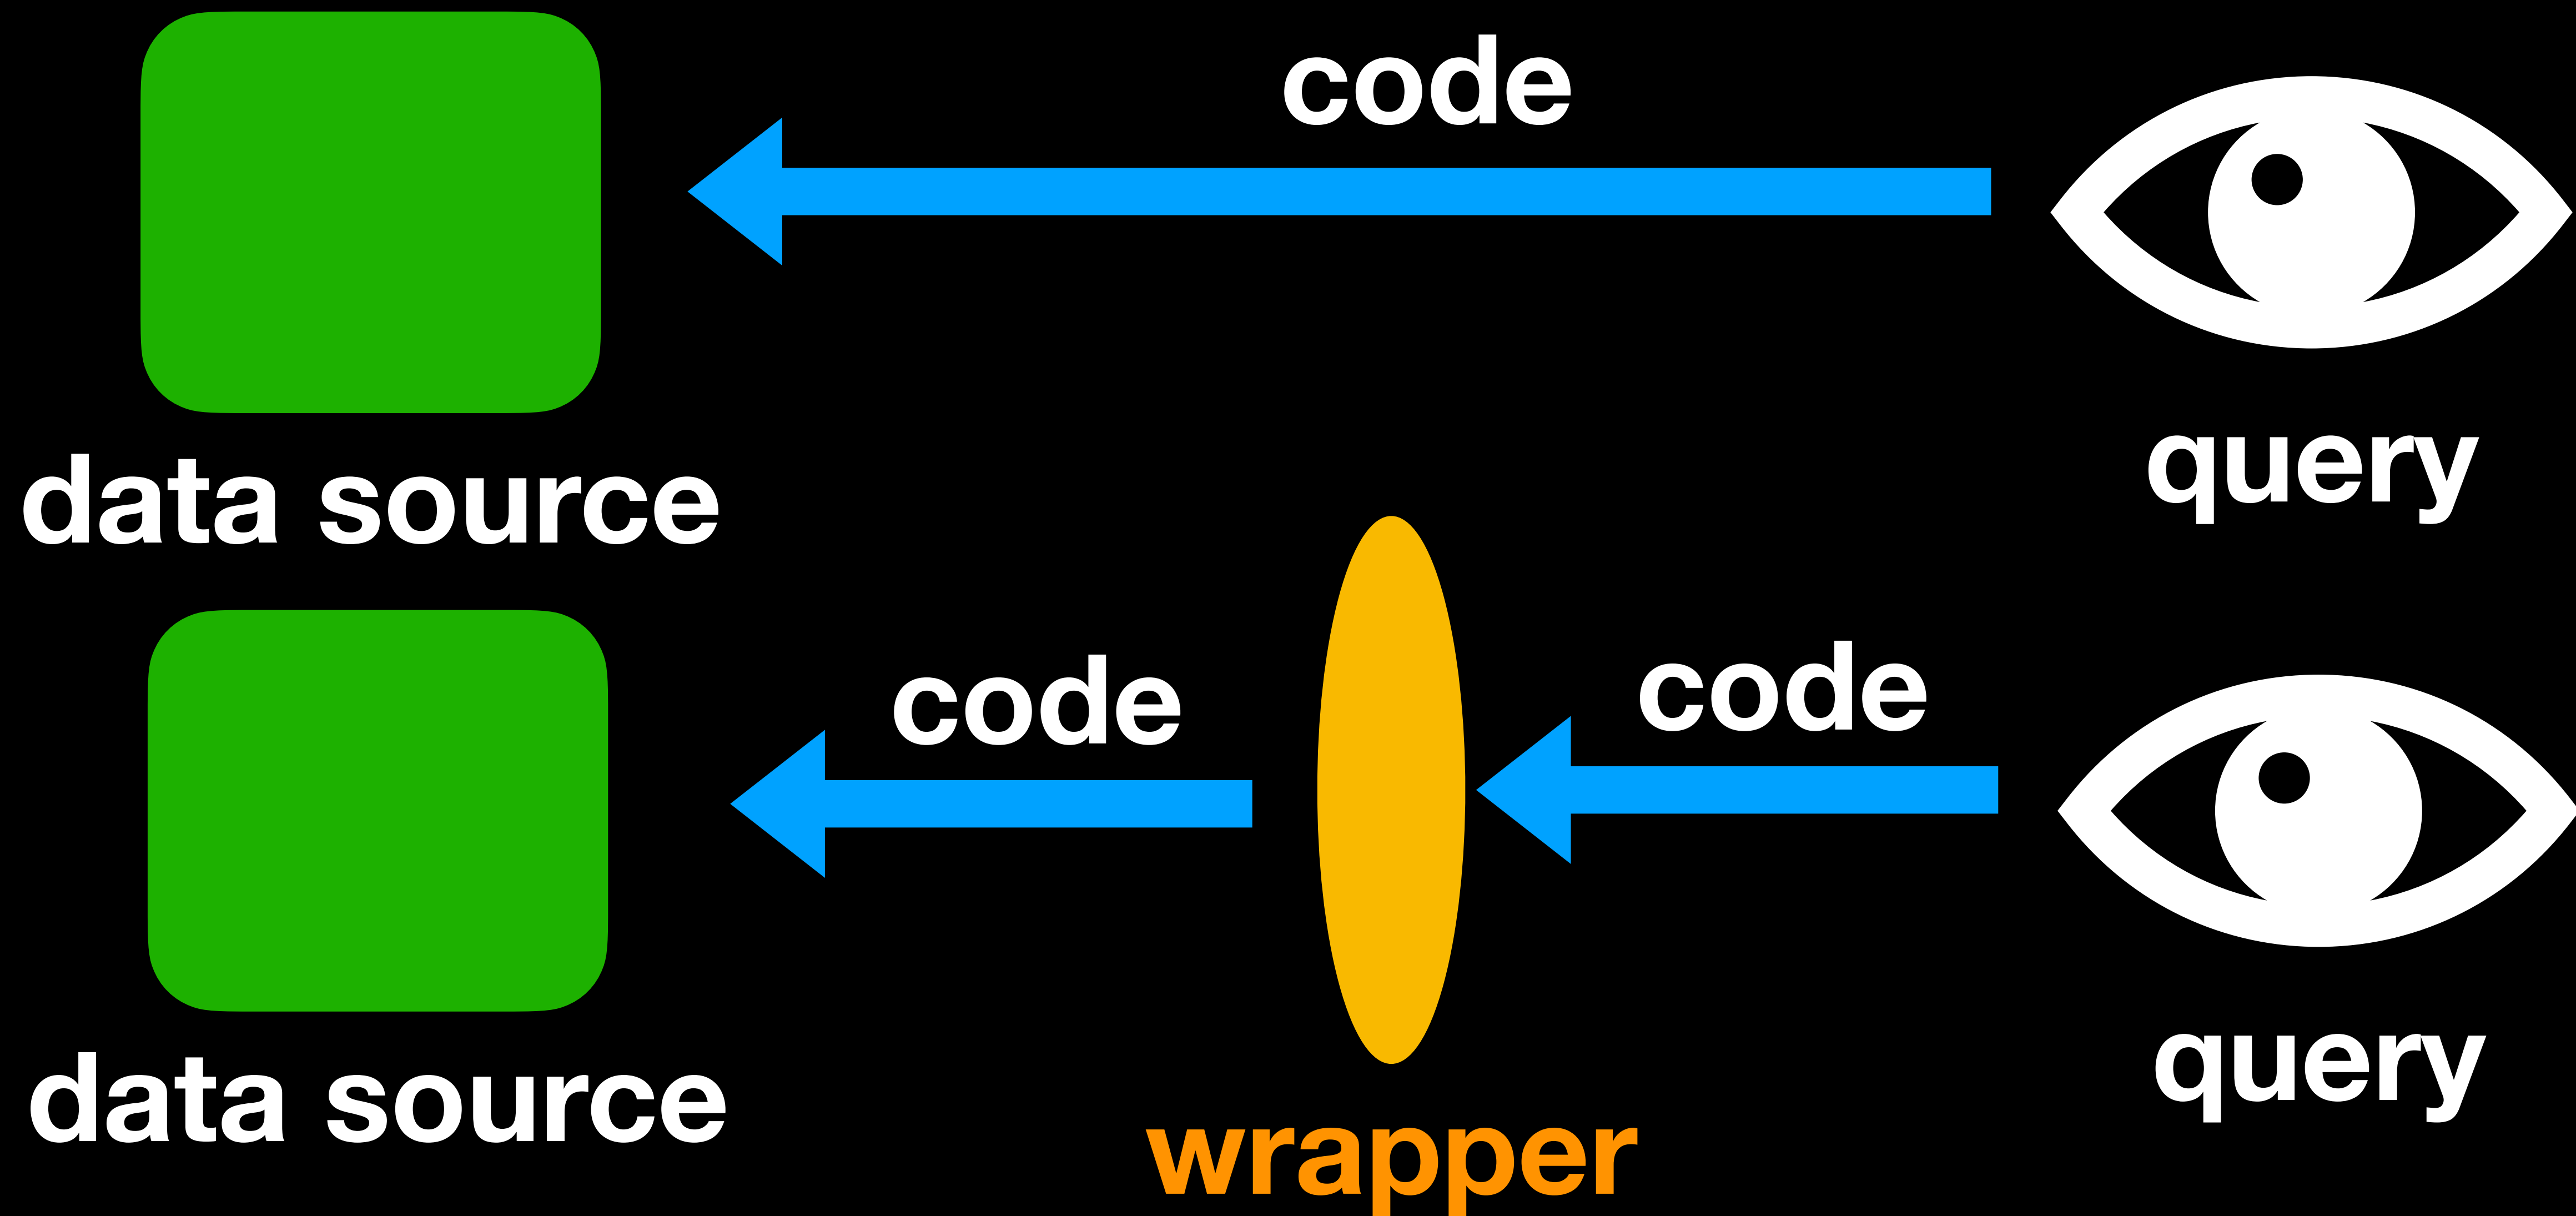 code
data source
query
code
code
data source
query
wrapper